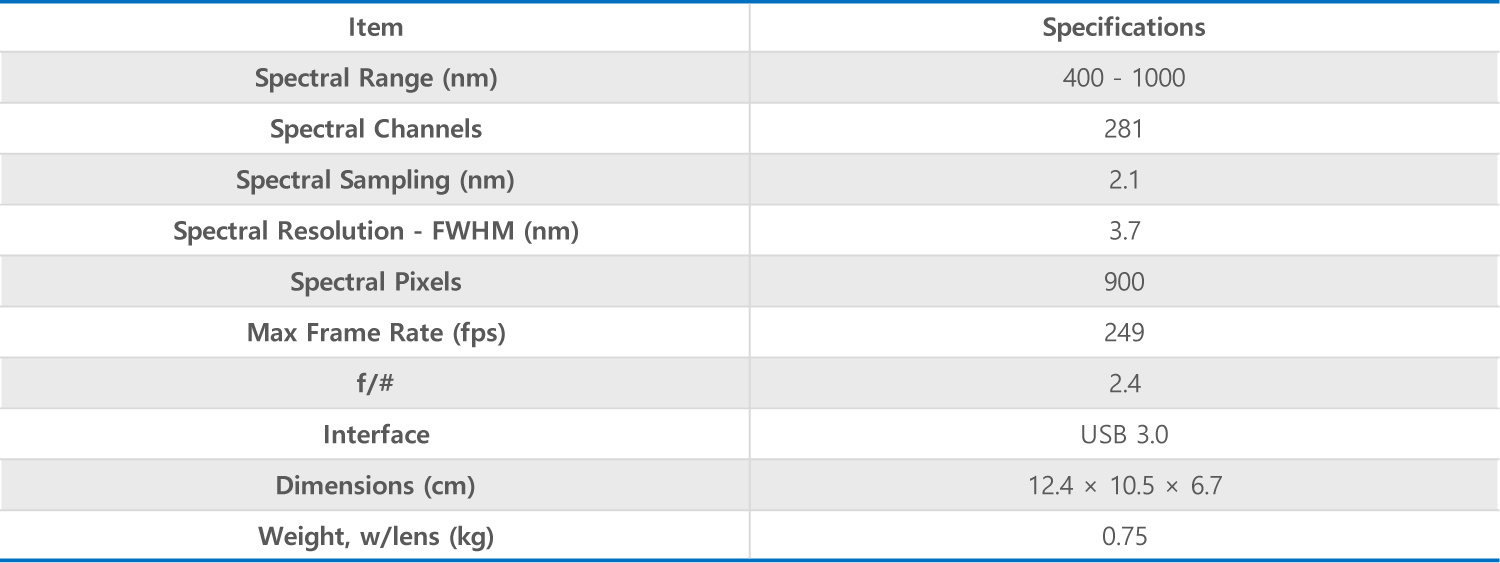 Item Specifications
Spectral Range (nm) 400 - 1000
Spectral Channels 281
Spectral Sampling (nm) 2.1
Spectral Resolution - FWHM (nm) 3.7
Spectral Pixels 900
Max Frame Rate (fps) 249
f/# 2.4
Interface USB 3.0
Dimensions (cm) 12.4 × 10.5 × 6.7
Weight, w/lens (kg) 0.75